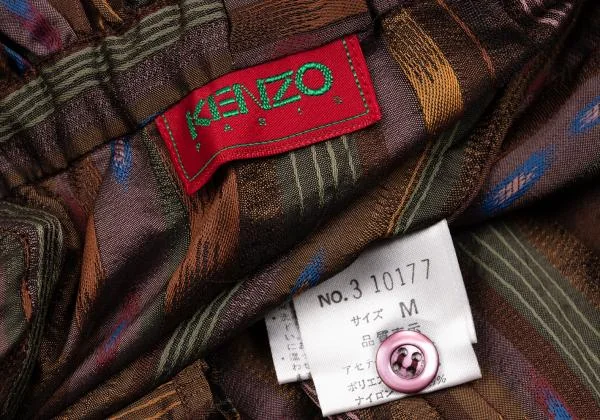 KENZO
PARIS
NO. 3 10177
サイズ M
品質表示
アセテ
ポリエ
ナイロン %